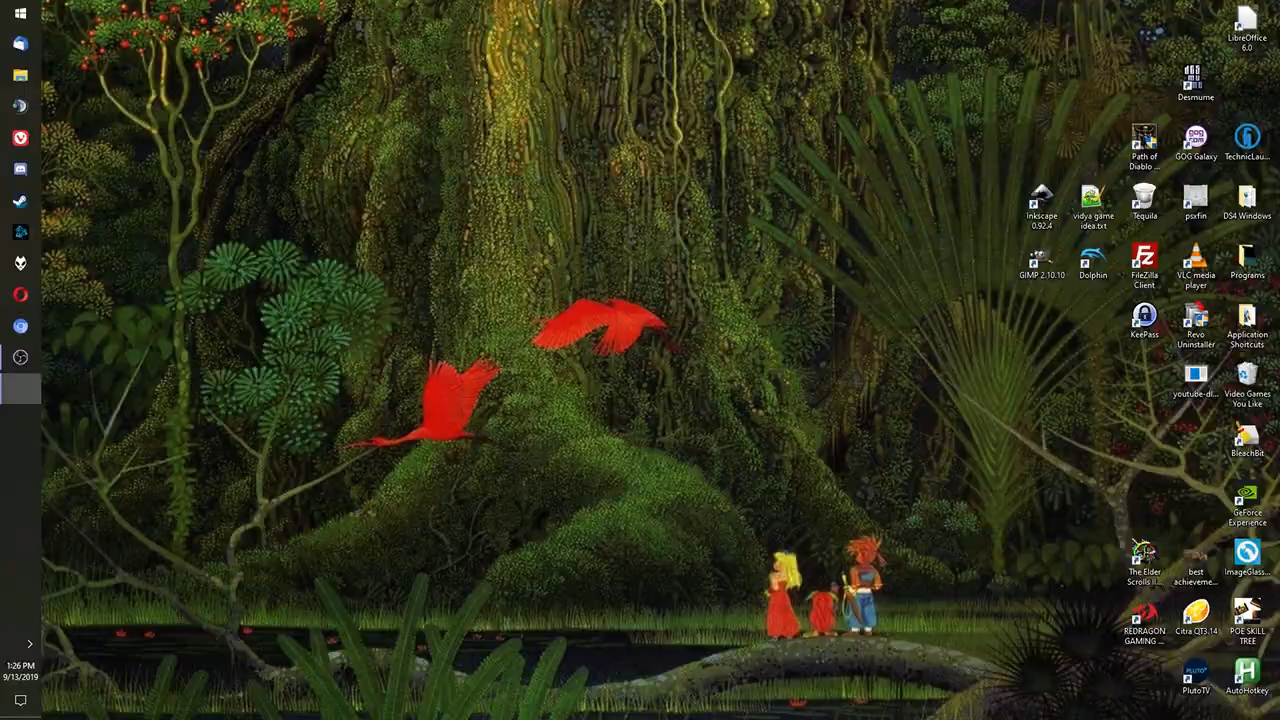 LibreOffice
6.0
Desmume
Path of
Diablo ...
GOG Galaxy
TechnicLau...
Inkscape
0.92.4
vidya game
idea.txt
Tequila
psxfin
DS4 Windows
GIMP 2.10.10
Dolphin
FileZilla
Client
VLC media
player
Programs
KeePass
Revo
Uninstaller
Application
Shortcuts
youtube-dl...
Video Games
You Like
BleachBit
GeForce
Experience
The Elder
Scrolls II...
best
achieveme...
ImageGlass...
REDRAGON
GAMING ...
Citra QT3.14
POE SKILL
TREE
PlutoTV
AutoHotkey
1:26 PM
9/13/2019